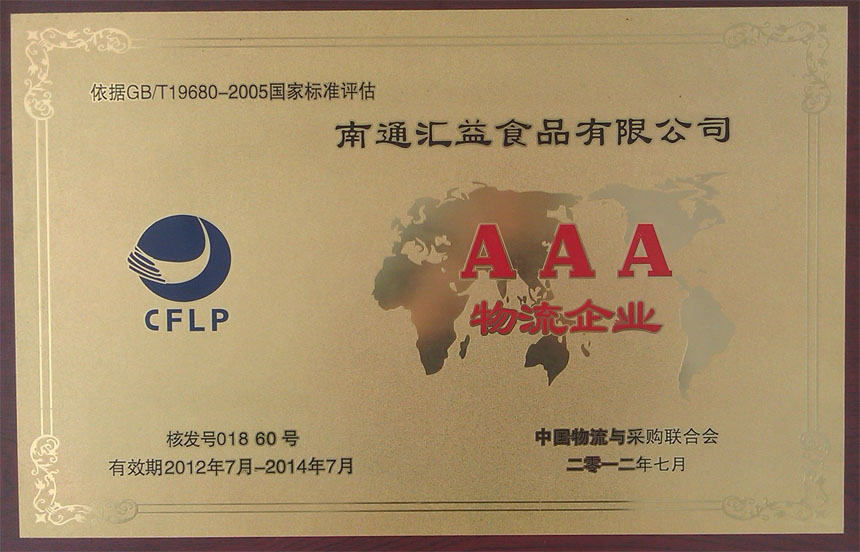 依据GB/T19680-2005国家标准评估
南通汇益食品有限公司
AAA
物流企业
CFLP
核发号018 60 号
有效期2012年7月-2014年7月
中国物流与采购联合会
二零一二年七月